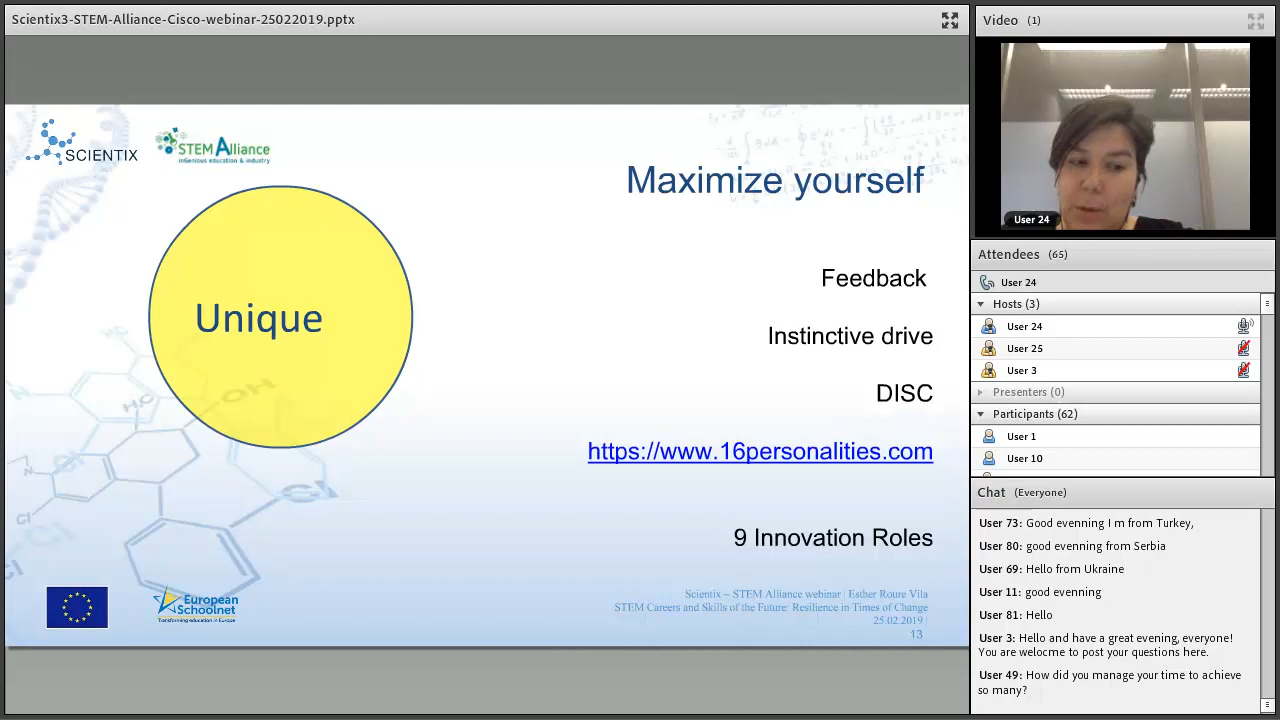 Scientix3-STEM-Alliance-Cisco-webinar-25022019.pptx
SCIENTIX
STEM Alliance
inGenious education & industry
Maximize yourself
Unique
Feedback
Instinctive drive
DISC
https://www.16personalities.com
9 Innovation Roles
European
Schoolnet
Transforming education in Europe
Scientix – STEM Alliance webinar | Esther Roure Vila
STEM Careers and Skills of the Future: Resilience in Times of Change
25.02.2019 |
13
Video (1)
User 24
Attendees (65)
User 24
Hosts (3)
User 24
User 25
User 3
Presenters (0)
Participants (62)
User 1
User 10
Chat (Everyone)
User 73: Good evenning I m from Turkey,
User 80: good evenning from Serbia
User 69: Hello from Ukraine
User 11: good evenning
User 81: Hello
User 3: Hello and have a great evening, everyone!
You are welocme to post your questions here.
User 49: How did you manage your time to achieve
so many?